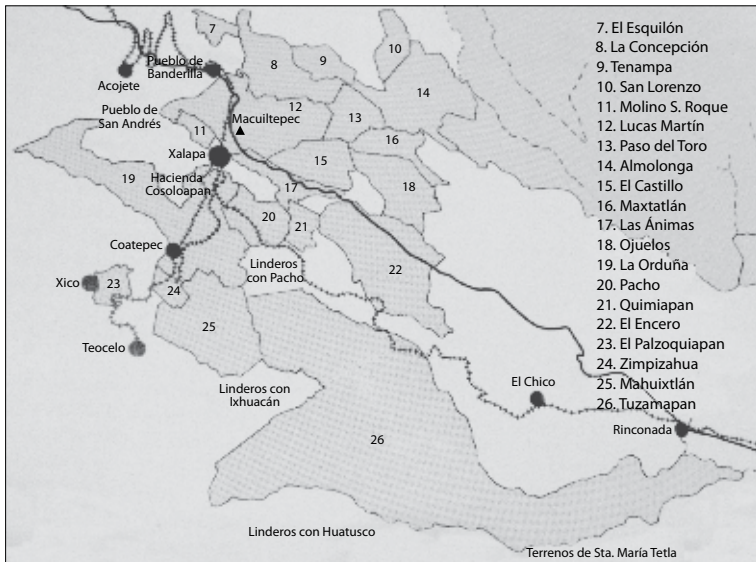 7
10
Pueblo de
Banderilla
8
9
Acojete
14
12
Pueblo de
San Andrés
Macuiltepec
13
11
16
Xalapa
15
19
Hacienda
Cosoloapan
17
18
20
21
Coatepec
Linderos
con Pacho
22
Xico
23
24
25
Teocelo
El Chico
Linderos con
Ixhuacán
Rinconada
26
Linderos con Huatusco
Terrenos de Sta. María Tetla
7. El Esquilón
8. La Concepción
9. Tenampa
10. San Lorenzo
11. Molino S. Roque
12. Lucas Martín
13. Paso del Toro
14. Almolonga
15. El Castillo
16. Maxtatlán
17. Las Ánimas
18. Ojuelos
19. La Orduña
20. Pacho
21. Quimiapan
22. El Encero
23. El Palzoquiapan
24. Zimpizahua
25. Mahuixtlán
26. Tuzamapan